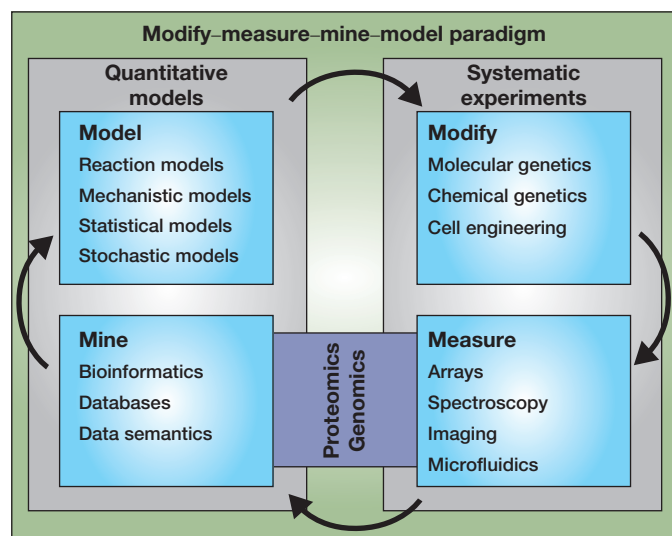 Modify–measure–mine–model paradigm
Quantitative
models
Model
Reaction models
Mechanistic models
Statistical models
Stochastic models
Mine
Bioinformatics
Databases
Data semantics
Proteomics
Genomics
Systematic
experiments
Modify
Molecular genetics
Chemical genetics
Cell engineering
Measure
Arrays
Spectroscopy
Imaging
Microfluidics